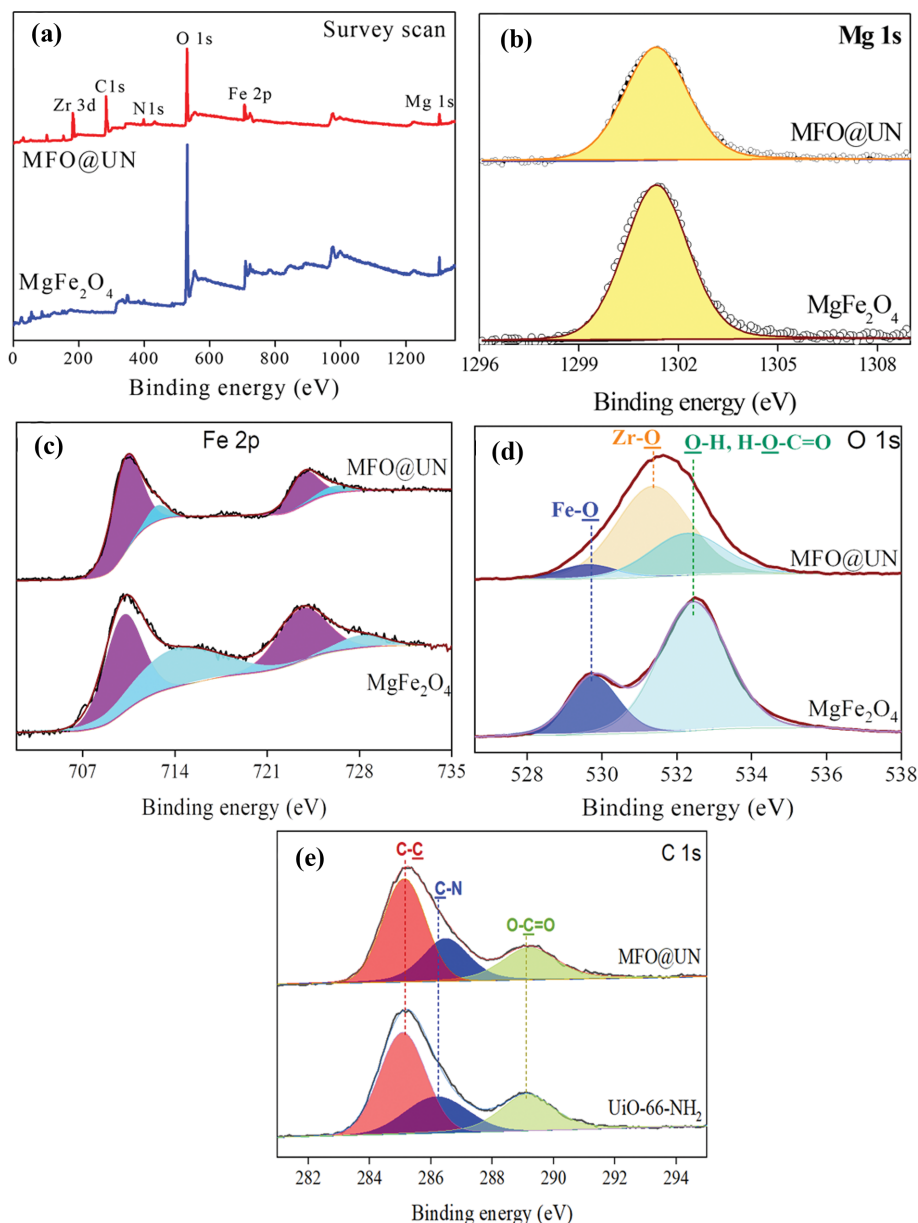 (a)
Survey scan
O 1s
C1s
Zr 3d
N1s
Fe 2p
Mg 1s
MFO@UN
MgFe₂O₄
0 200 400 600 800 1000 1200
Binding energy (eV)
(b)
Mg 1s
MFO@UN
MgFe₂O₄
1296 1299 1302 1305 1308
Binding energy (eV)
(c)
Fe 2p
MFO@UN
MgFe₂O₄
707 714 721 728 735
Binding energy (eV)
(d)
O 1s
Zr-O
O-H, H-O-C=O
Fe-O
MFO@UN
MgFe₂O₄
528 530 532 534 536 538
Binding energy (eV)
(e)
C 1s
C-C
C-N
O-C=O
MFO@UN
UiO-66-NH₂
282 284 286 288 290 292 294
Binding energy (eV)